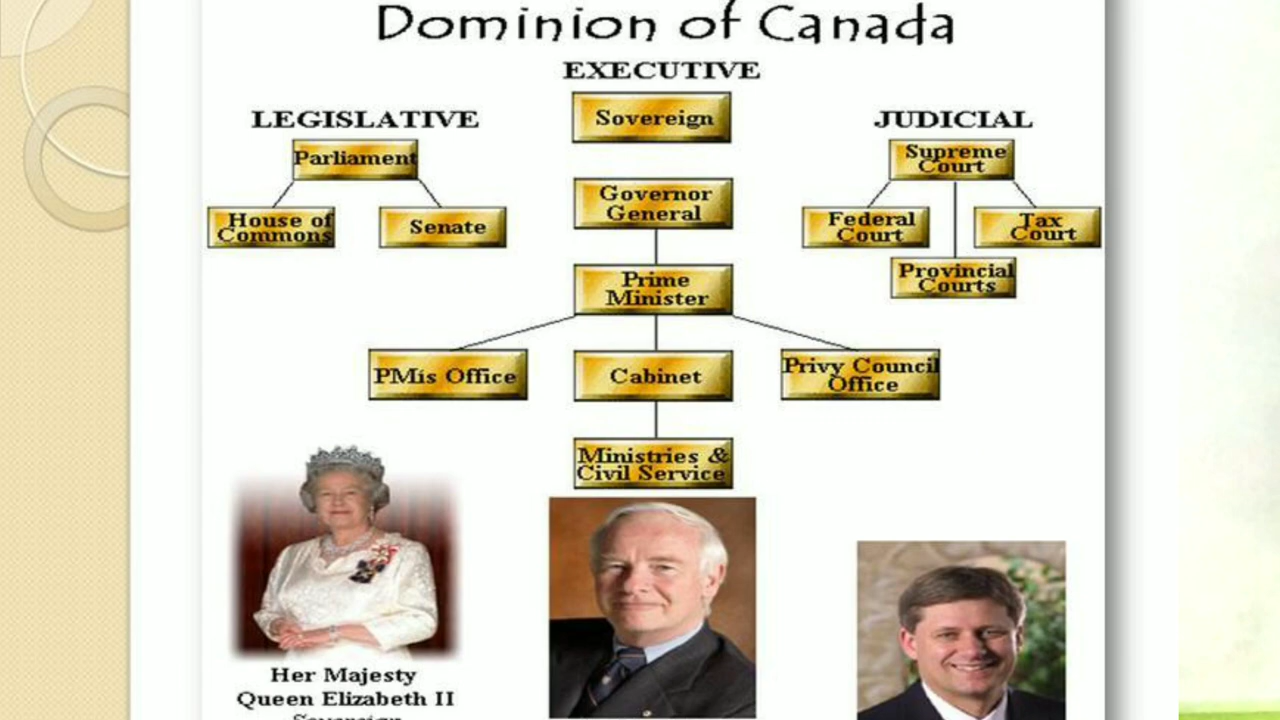 Dominion of Canada
EXECUTIVE
LEGISLATIVE
Sovereign
JUDICIAL
Parliament
Supreme
Court
Governor
General
House of
Commons
Senate
Federal
Court
Tax
Court
Prime
Minister
Provincial
Courts
PMís Office
Cabinet
Privy Council
Office
Ministries &
Civil Service
Her Majesty
Queen Elizabeth II
Sovereign